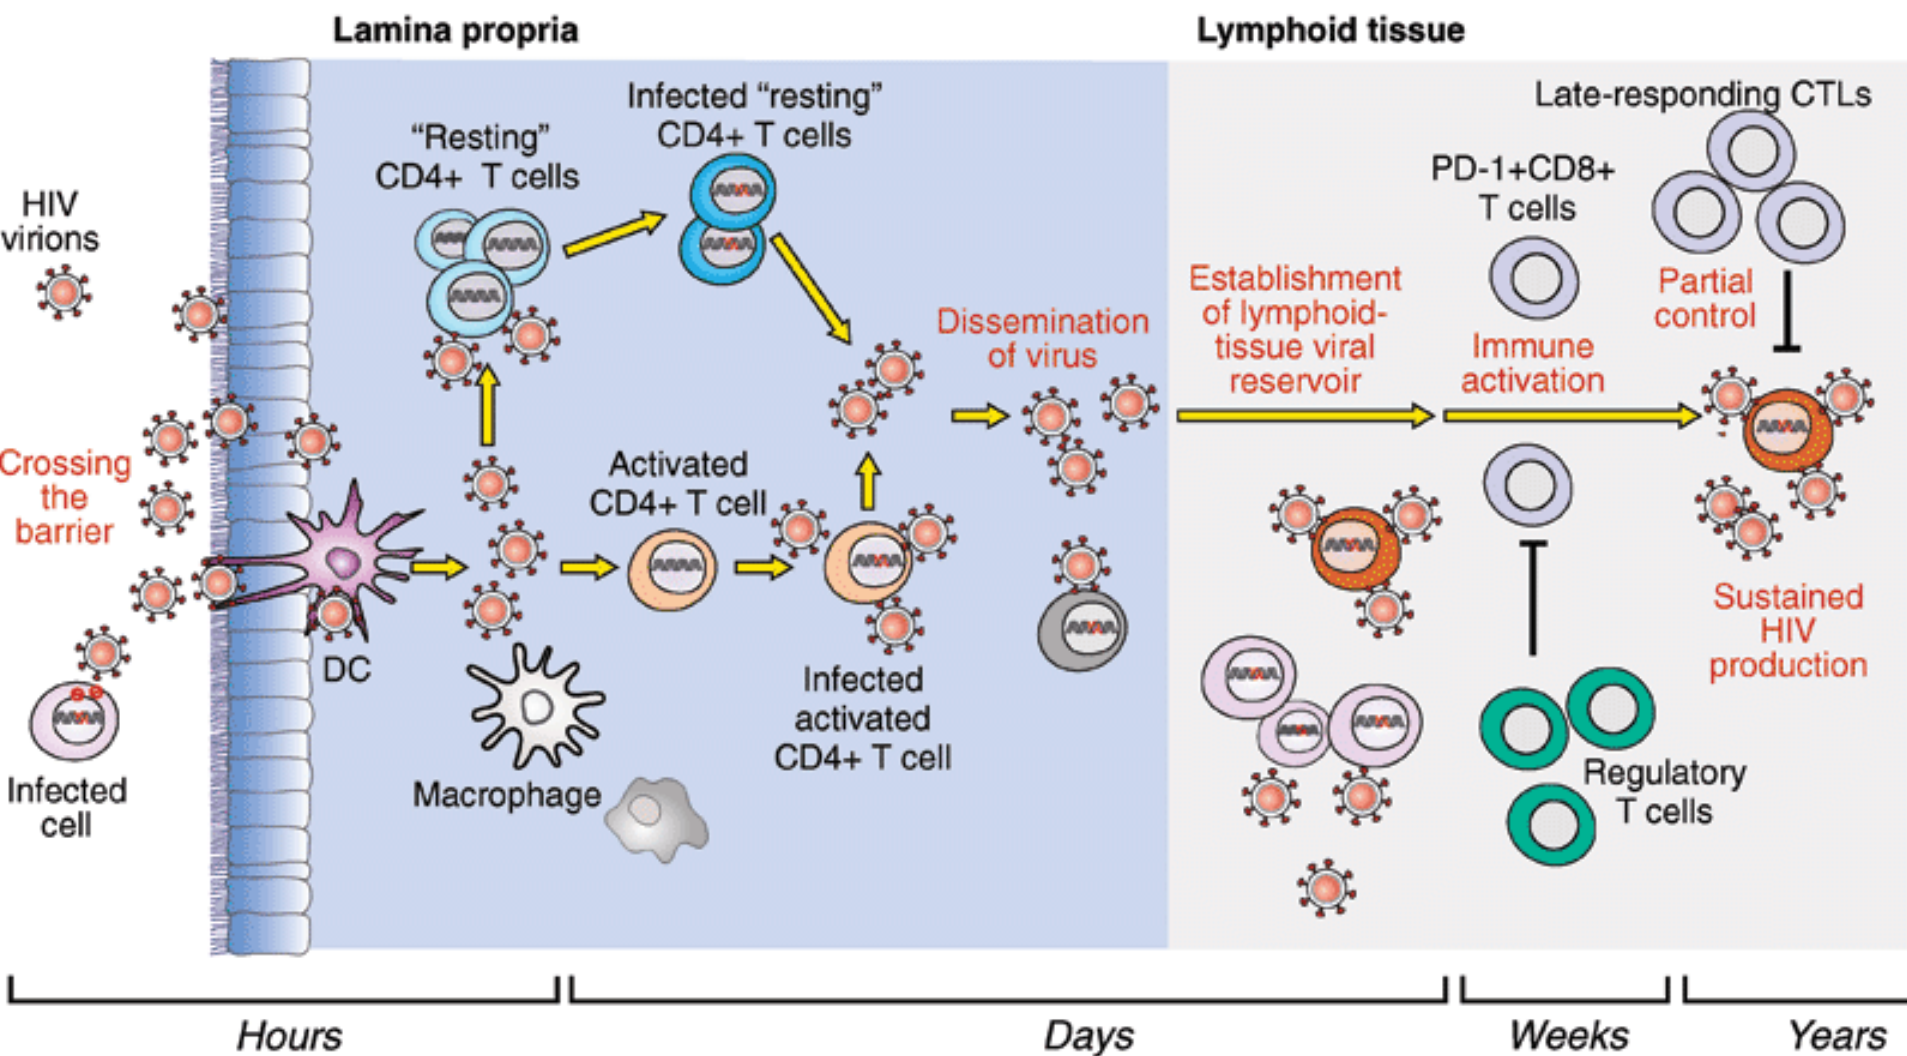 Lamina propria
Lymphoid tissue
HIV
virions
Crossing
the
barrier
Infected
cell
DC
“Resting”
CD4+ T cells
Infected “resting”
CD4+ T cells
Activated
CD4+ T cell
Macrophage
Infected
activated
CD4+ T cell
Dissemination
of virus
Establishment
of lymphoid-
tissue viral
reservoir
PD-1+CD8+
T cells
Immune
activation
Late-responding CTLs
Partial
control
Sustained
HIV
production
Regulatory
T cells
Hours
Days
Weeks
Years